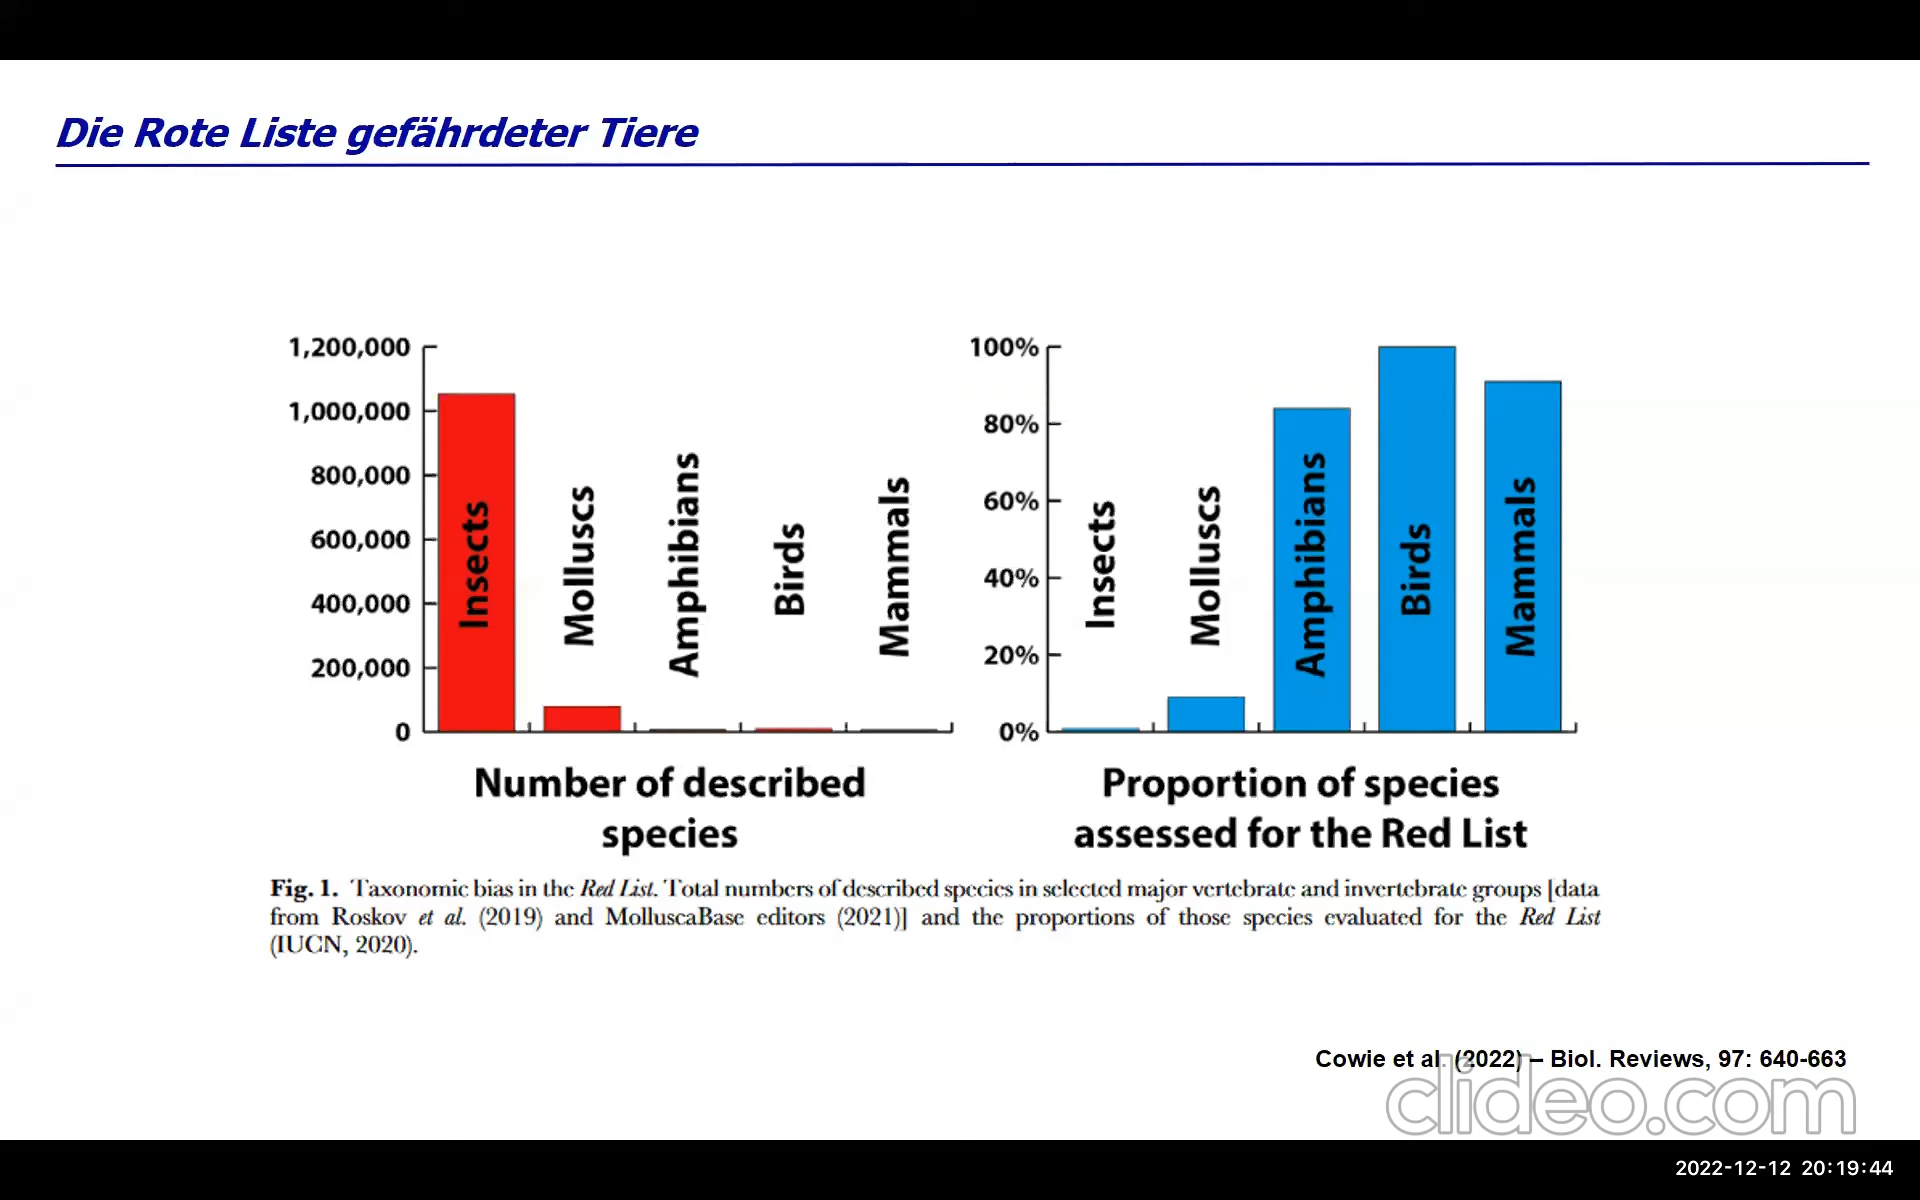 Die Rote Liste gefährdeter Tiere
1,200,000
1,000,000
800,000
600,000
400,000
200,000
0
Insects
Molluscs
Amphibians
Birds
Mammals
Number of described
species
100%
80%
60%
40%
20%
0%
Insects
Molluscs
Amphibians
Birds
Mammals
Proportion of species
assessed for the Red List
Fig. 1. Taxonomic bias in the Red List. Total numbers of described species in selected major vertebrate and invertebrate groups [data
from Roskov et al. (2019) and MolluscaBase editors (2021)] and the proportions of those species evaluated for the Red List
(IUCN, 2020).
Cowie et al. (2022) – Biol. Reviews, 97: 640-663
clideo.com
2022-12-12 20:19:44